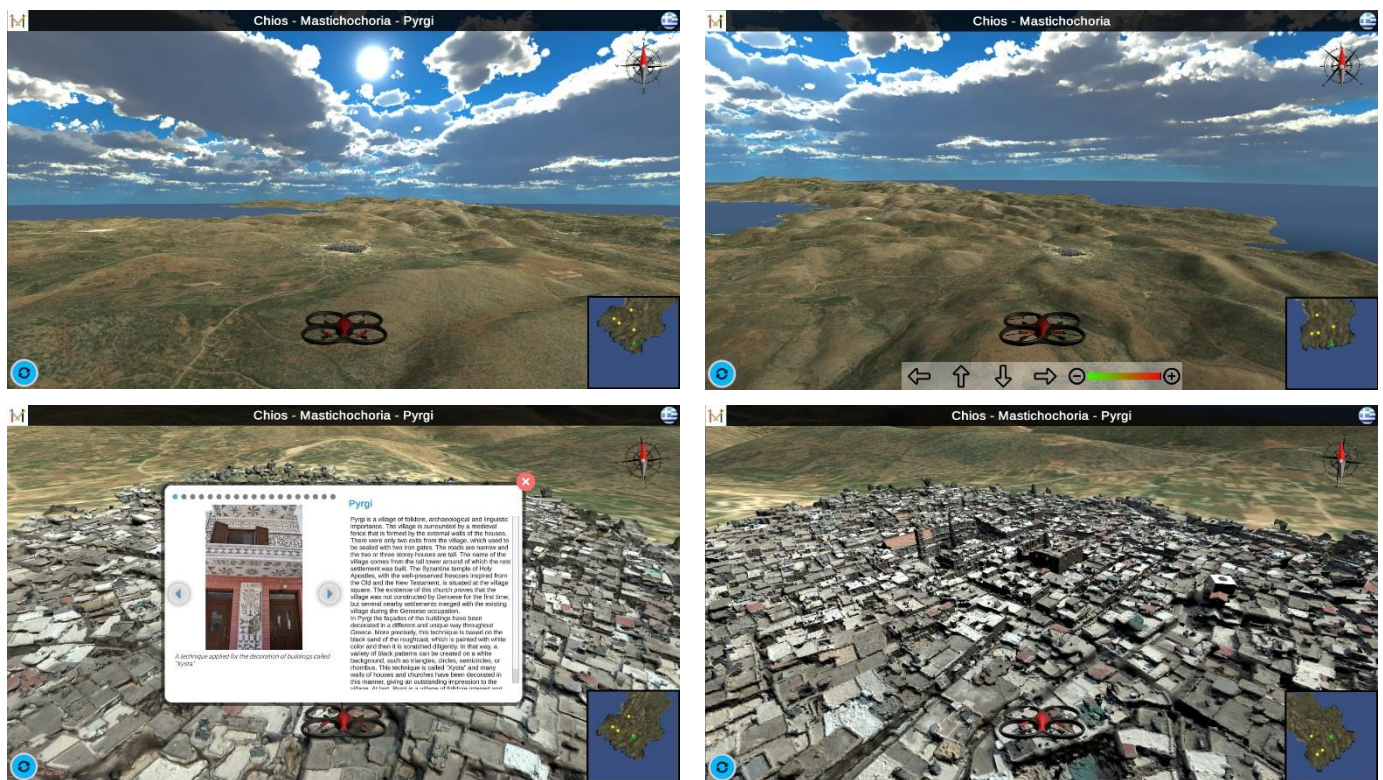 Chios - Mastichochoria - Pyrgi
Chios - Mastichochoria
Chios - Mastichochoria - Pyrgi
Pyrgi
Pyrgi is a village of folklore, archaeological and linguistic
importance. The village is surrounded by a medieval
fence that is formed by the external walls of the houses.
There were only two exits from the village, which used to
be sealed with two iron gates. The roads are narrow and
the two or three storey houses are tall. The name of the
village comes from the tall tower around of which the rest
settlement was built. The Byzantine temple of Holy
Apostles, with the well-preserved frescoes inspired from
the Old and the New Testament, is situated at the village
square. The existence of this church proves that the
village was not constructed by Genoese for the first time,
but several nearby settlements merged with the existing
village during the Genoese occupation.
In Pyrgi the façades of the buildings have been
decorated in a different and unique way throughout
Greece. More precisely, this technique is based on the
black sand of the roughcast, which is painted with white
color and then it is scratched diligently. In that way, a
variety of black patterns can be created on a white
background, such as triangles, circles, semicircles, or
rhombus. This technique is called "Xysta" and many
walls of houses and churches have been decorated in
this manner, giving an outstanding impression to the
village. At last, Pyrgi is a village of folklore interest and
A technique applied for the decoration of buildings called
"Xysta"
Chios - Mastichochoria - Pyrgi